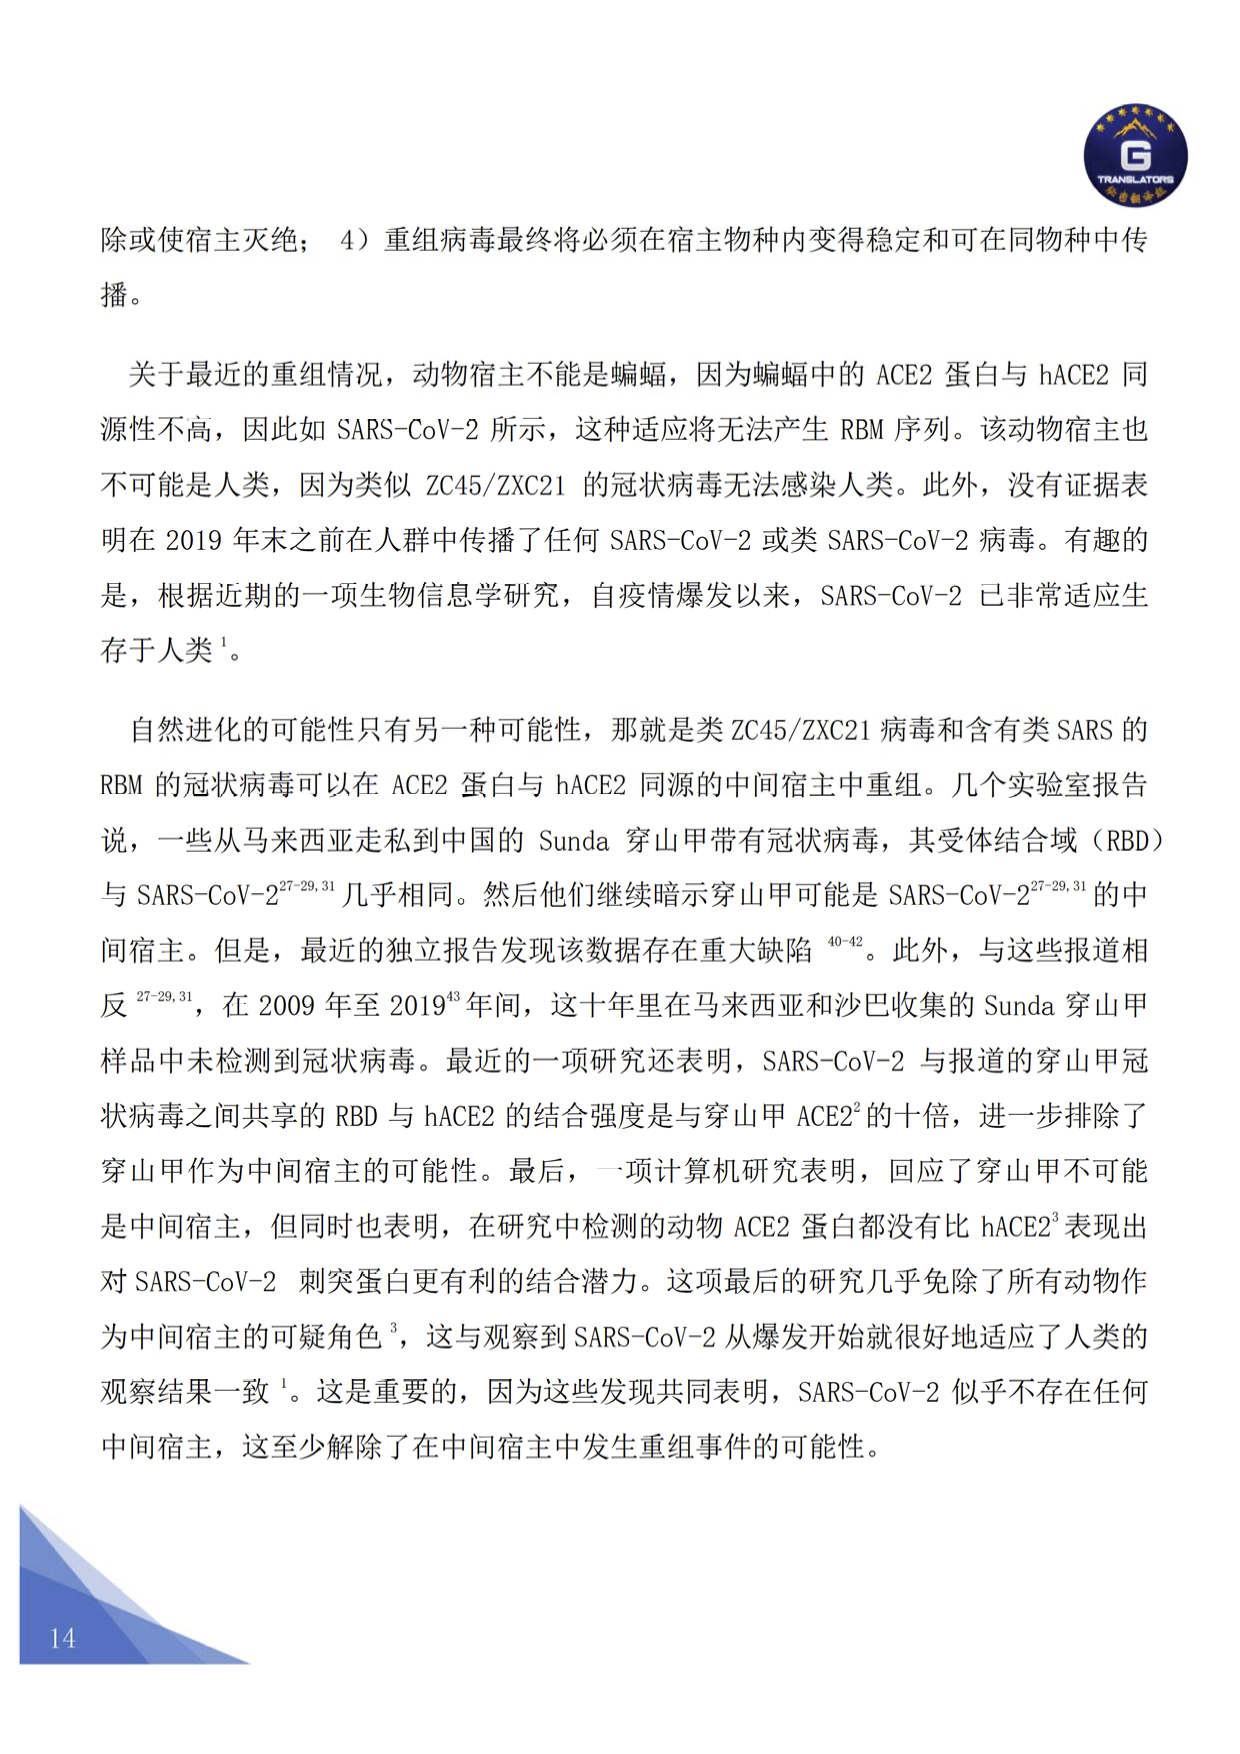 G
TRANSLATORS
除或使宿主灭绝； 4）重组病毒最终将必须在宿主物种内变得稳定和可在同物种中传
播。
关于最近的重组情况，动物宿主不能是蝙蝠，因为蝙蝠中的 ACE2 蛋白与 hACE2 同
源性不高，因此如 SARS-CoV-2 所示，这种适应将无法产生 RBM 序列。该动物宿主也
不可能是人类，因为类似 ZC45/ZXC21 的冠状病毒无法感染人类。此外，没有证据表
明在 2019 年末之前在人群中传播了任何 SARS-CoV-2 或类 SARS-CoV-2 病毒。有趣的
是，根据近期的一项生物信息学研究，自疫情爆发以来，SARS-CoV-2 已非常适应生
存于人类 1。
自然进化的可能性只有另一种可能性，那就是类 ZC45/ZXC21 病毒和含有类 SARS 的
RBM 的冠状病毒可以在 ACE2 蛋白与 hACE2 同源的中间宿主中重组。几个实验室报告
说，一些从马来西亚走私到中国的 Sunda 穿山甲带有冠状病毒，其受体结合域（RBD）
与 SARS-CoV-227-29,31 几乎相同。然后他们继续暗示穿山甲可能是 SARS-CoV-227-29,31 的中
间宿主。但是，最近的独立报告发现该数据存在重大缺陷 40-42。此外，与这些报道相
反 27-29,31，在 2009 年至 201943 年间，这十年里在马来西亚和沙巴收集的 Sunda 穿山甲
样品中未检测到冠状病毒。最近的一项研究还表明，SARS-CoV-2 与报道的穿山甲冠
状病毒之间共享的 RBD 与 hACE2 的结合强度是与穿山甲 ACE22 的十倍，进一步排除了
穿山甲作为中间宿主的可能性。最后，一项计算机研究表明，回应了穿山甲不可能
是中间宿主，但同时也表明，在研究中检测的动物 ACE2 蛋白都没有比 hACE23 表现出
对 SARS-CoV-2 刺突蛋白更有利的结合潜力。这项最后的研究几乎免除了所有动物作
为中间宿主的可疑角色 3，这与观察到 SARS-CoV-2 从爆发开始就很好地适应了人类的
观察结果一致 1。这是重要的，因为这些发现共同表明，SARS-CoV-2 似乎不存在任何
中间宿主，这至少解除了在中间宿主中发生重组事件的可能性。
14